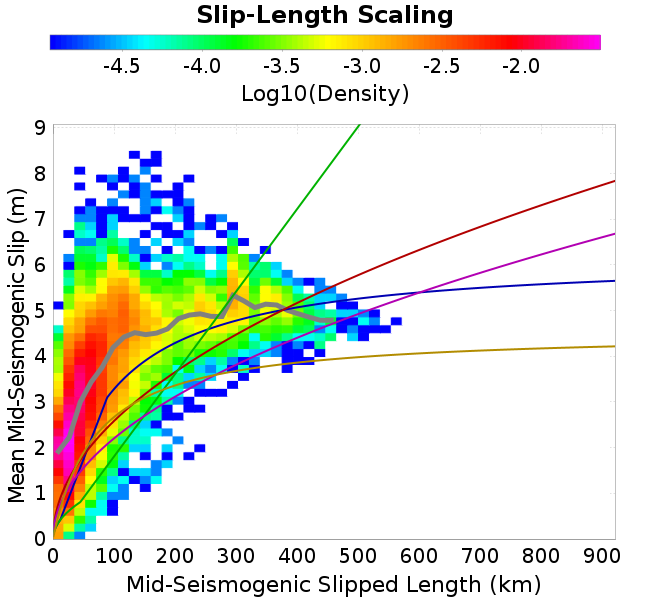 Slip-Length Scaling
-4.5 -4.0 -3.5 -3.0 -2.5 -2.0
Log10(Density)
9
8
7
6
5
4
3
2
1
0
Mean Mid-Seismogenic Slip (m)
0 100 200 300 400 500 600 700 800 900
Mid-Seismogenic Slipped Length (km)